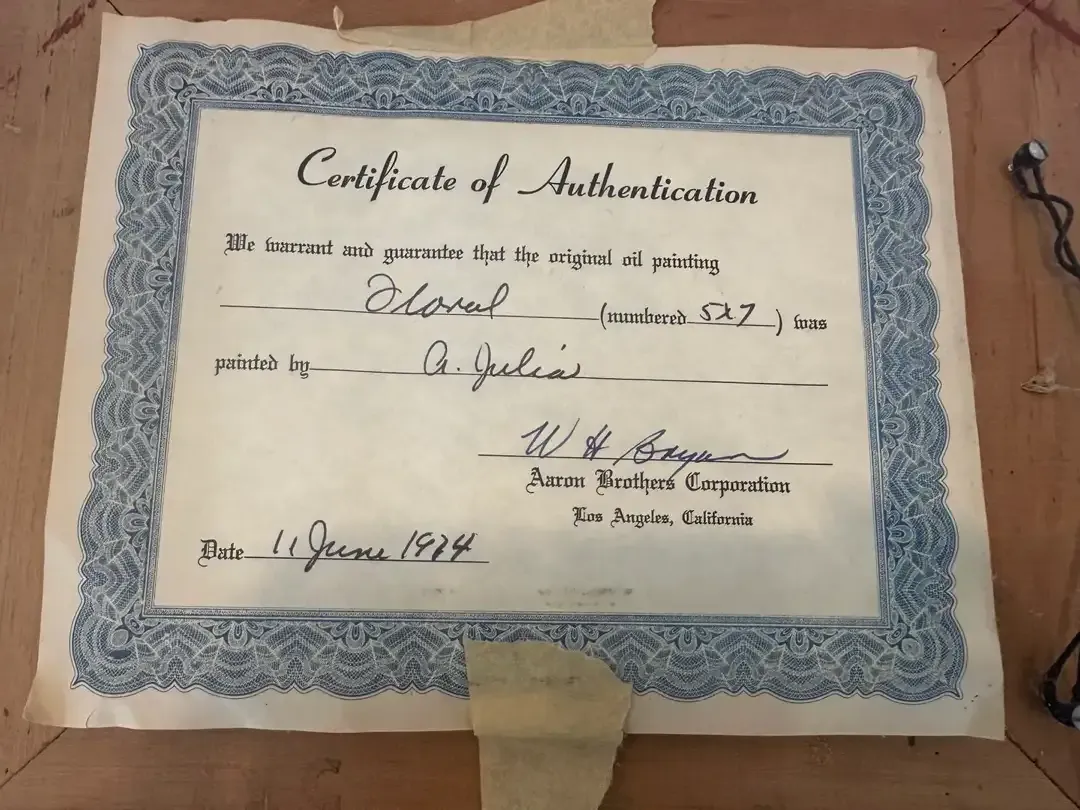 Certificate of Authentication
We warrant and guarantee that the original oil painting
Floral (numbered 5x7) was
painted by A. Julia
W H Bryan
Aaron Brothers Corporation
Los Angeles, California
Date 11 June 1974